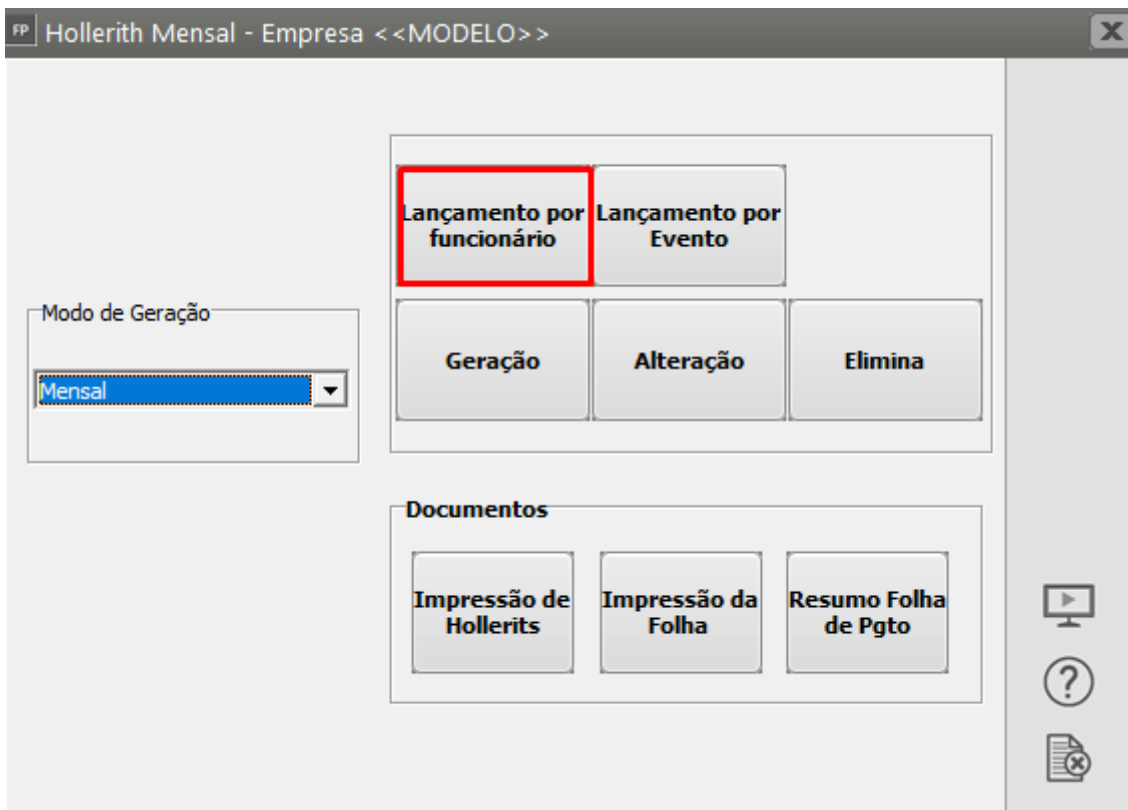 FP Hollerith Mensal - Empresa <<MODELO>>
Lançamento por
funcionário
Lançamento por
Evento
Modo de Geração
Mensal
Geração
Alteração
Elimina
Documentos
Impressão de
Hollerits
Impressão da
Folha
Resumo Folha
de Pgto